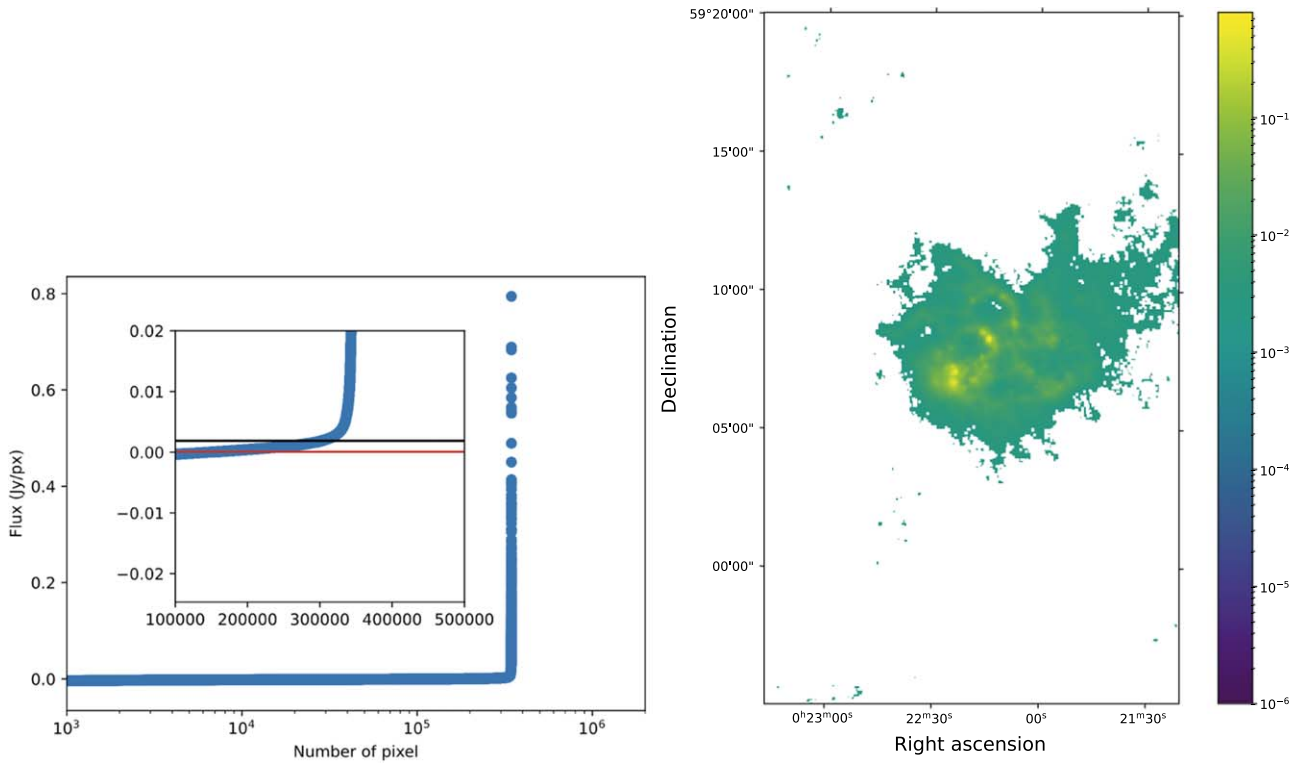 0.8
0.6
0.4
0.2
0.0
Flux (Jy/px)
10³
10⁴
10⁵
10⁶
Number of pixel
0.02
0.01
0.00
−0.01
−0.02
100000 200000 300000 400000 500000
59°20'00"
15'00"
10'00"
05'00"
00'00"
Declination
0ʰ23ᵐ00ˢ
22ᵐ30ˢ
00ˢ
21ᵐ30ˢ
Right ascension
10⁻¹
10⁻²
10⁻³
10⁻⁴
10⁻⁵
10⁻⁶